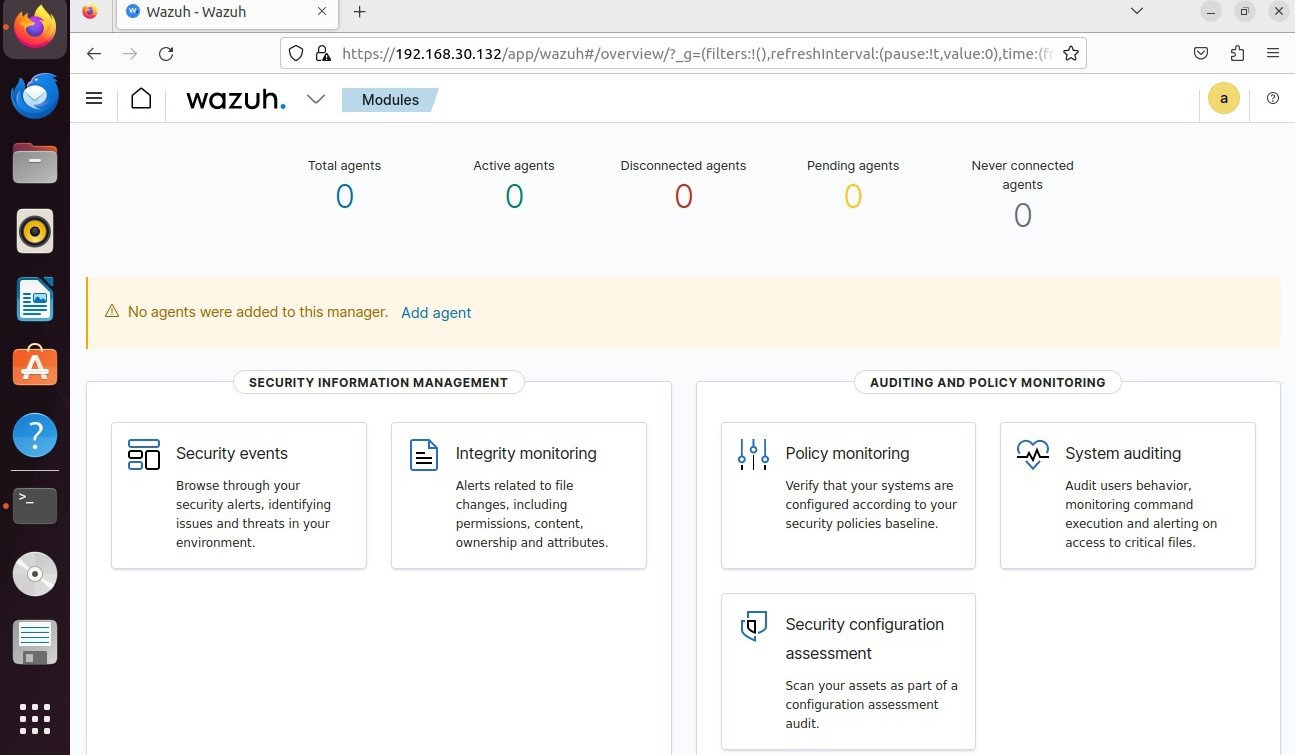 Wazuh - Wazuh
https://192.168.30.132/app/wazuh#/overview/?_g=(filters:!(),refreshInterval:(pause:!t,value:0),time:(fr
wazuh.
Modules
a
Total agents
0
Active agents
0
Disconnected agents
0
Pending agents
0
Never connected
agents
0
No agents were added to this manager. Add agent
SECURITY INFORMATION MANAGEMENT
Security events
Browse through your
security alerts, identifying
issues and threats in your
environment.
Integrity monitoring
Alerts related to file
changes, including
permissions, content,
ownership and attributes.
AUDITING AND POLICY MONITORING
Policy monitoring
Verify that your systems are
configured according to your
security policies baseline.
System auditing
Audit users behavior,
monitoring command
execution and alerting on
access to critical files.
Security configuration
assessment
Scan your assets as part of a
configuration assessment
audit.